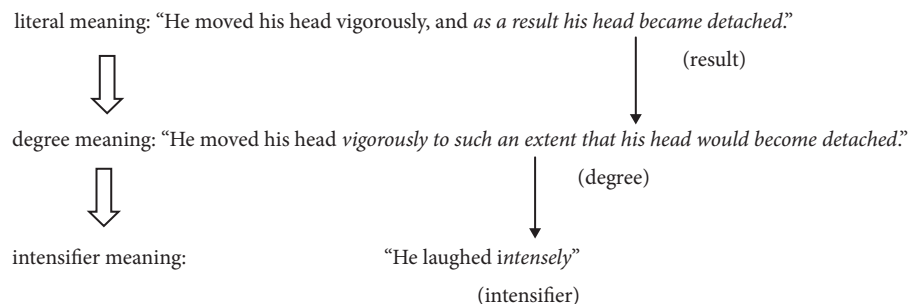 literal meaning: “He moved his head vigorously, and as a result his head became detached.”
(result)
degree meaning: “He moved his head vigorously to such an extent that his head would become detached.”
(degree)
intensifier meaning: “He laughed intensely”
(intensifier)